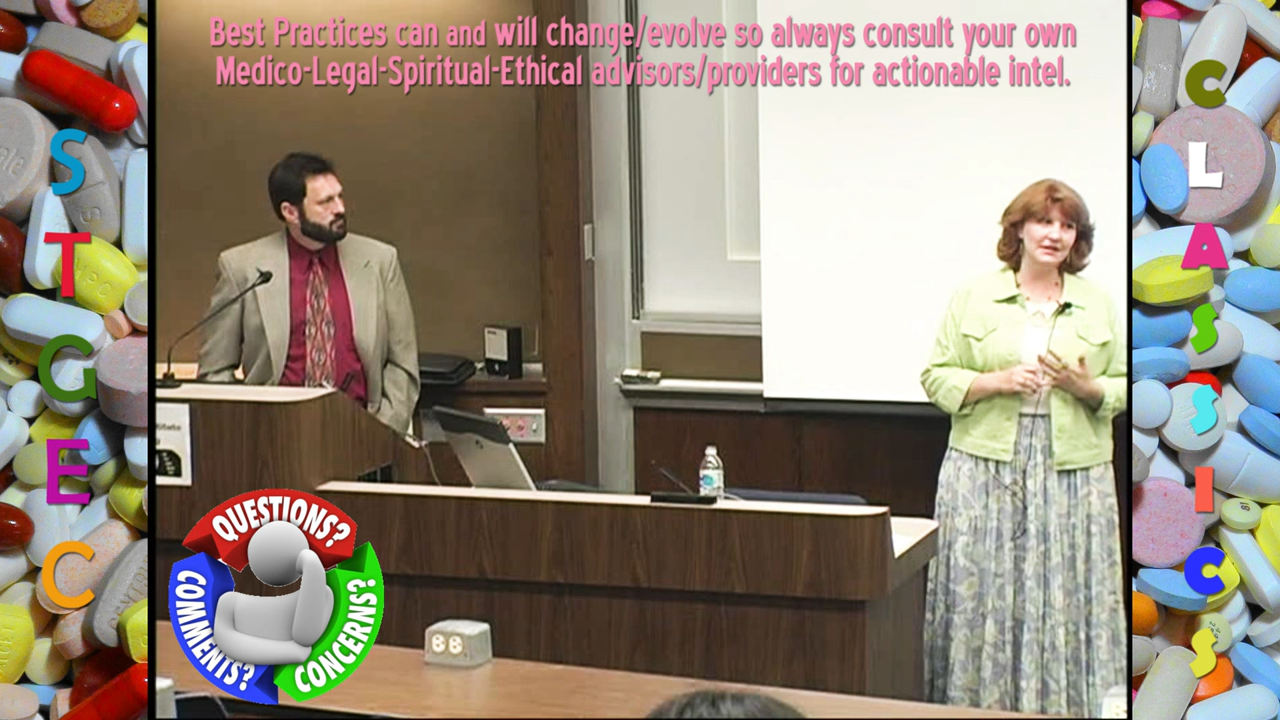 Best Practices can and will change/evolve so always consult your own
Medico-Legal-Spiritual-Ethical advisors/providers for actionable intel.
STGEC
CLASSICS
QUESTIONS?
COMMENTS?
CONCERNS?